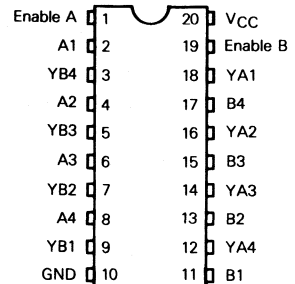 Enable A 1 20 VCC
A1 2 19 Enable B
YB4 3 18 YA1
A2 4 17 B4
YB3 5 16 YA2
A3 6 15 B3
YB2 7 14 YA3
A4 8 13 B2
YB1 9 12 YA4
GND 10 11 B1